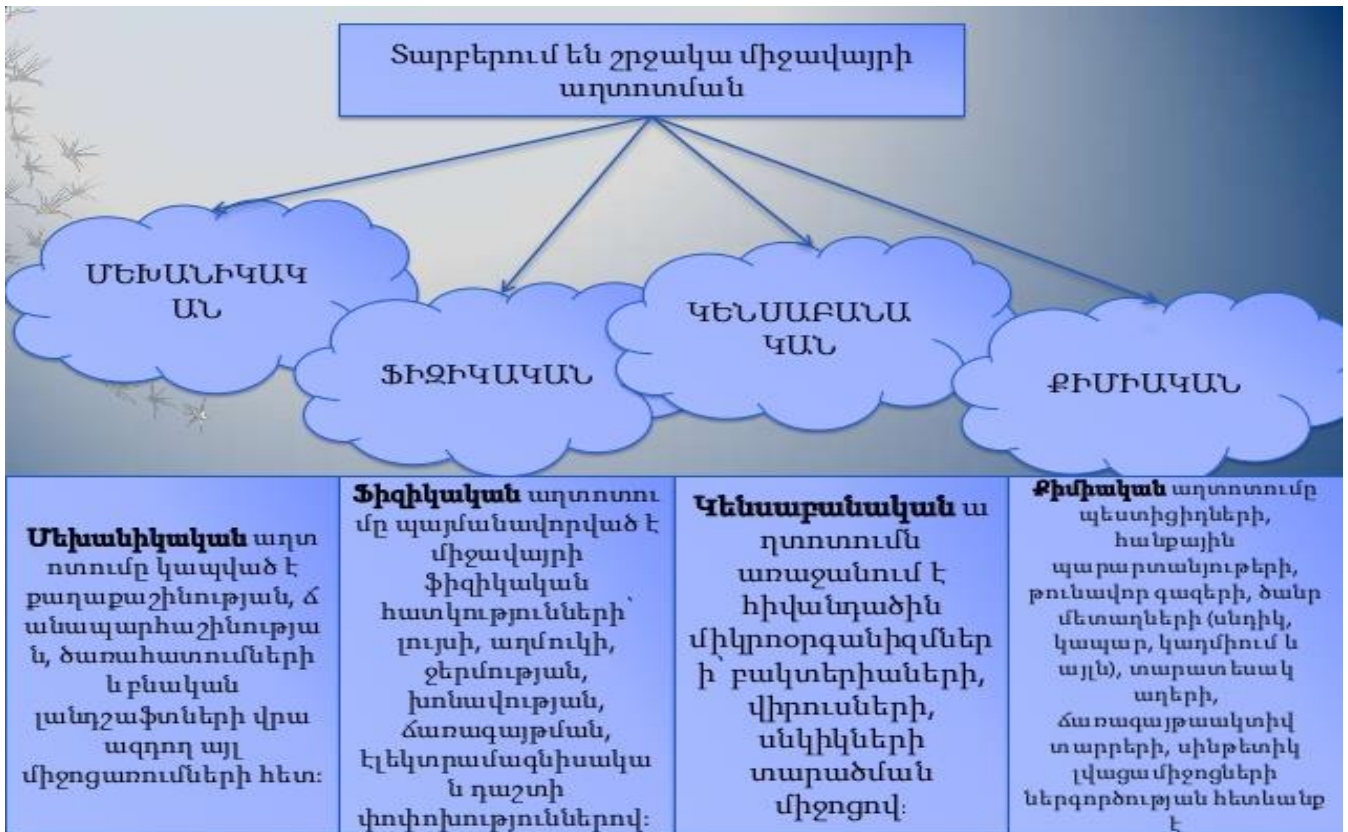 Տարբերում են շրջակա միջավայրի
աղտոտման
ՄԵԽԱՆԻԿԱԿ
ԱՆ
ՖԻԶԻԿԱԿԱՆ
ԿԵՆՍԱԲԱՆԱ
ԿԱՆ
ՔԻՄԻԱԿԱՆ
Մեխանիկական աղտ
ոտումը կապված է
քաղաքաշինության, ճ
անապարհաշինությա
ն, ծառահատումների
և բնական
լանդշաֆտների վրա
ազդող այլ
միջոցառումների հետ:
Ֆիզիկական աղտոտու
մը պայմանավորված է
միջավայրի
ֆիզիկական
հատկությունների՝
լույսի, աղմուկի,
ջերմության,
խոնավության,
ճառագայթման,
էլեկտրամագնիսակա
ն դաշտի
փոփոխություններով:
Կենսաբանական ա
ղտոտումն
առաջանում է
հիվանդածին
միկրոօրգանիզմներ
ի՝ բակտերիաների,
վիրուսների,
սնկիկների
տարածման
միջոցով:
Քիմիական աղտոտումը
պեստիցիդների,
հանքային
պարարտանյութերի,
թունավոր գազերի, ծանր
մետաղների (սնդիկ,
կապար, կադմիում և
այլն), տարատեսակ
աղերի,
ճառագայթաակտիվ
տարրերի, սինթետիկ
լվացամիջոցների
ներգործության հետևանք
է